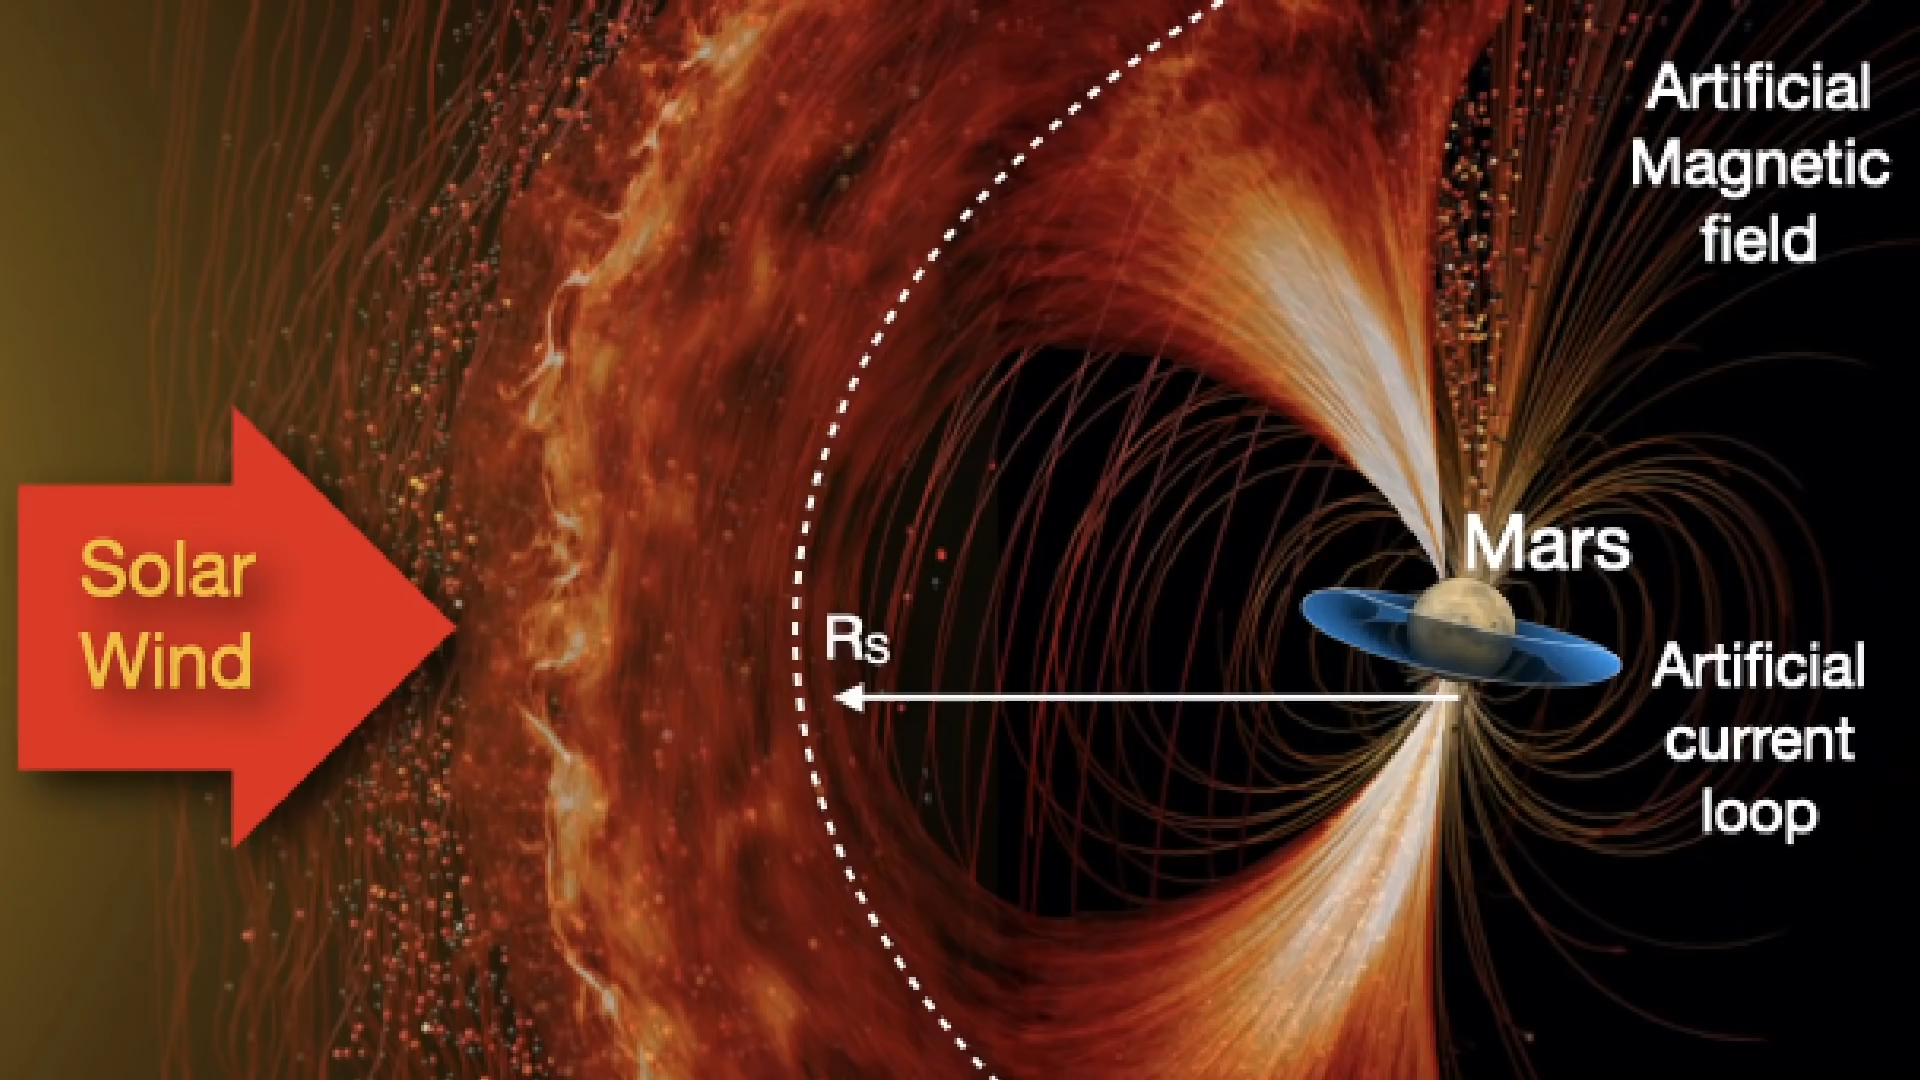 Artificial
Magnetic
field
Solar
Wind
Mars
Rs
Artificial
current
loop